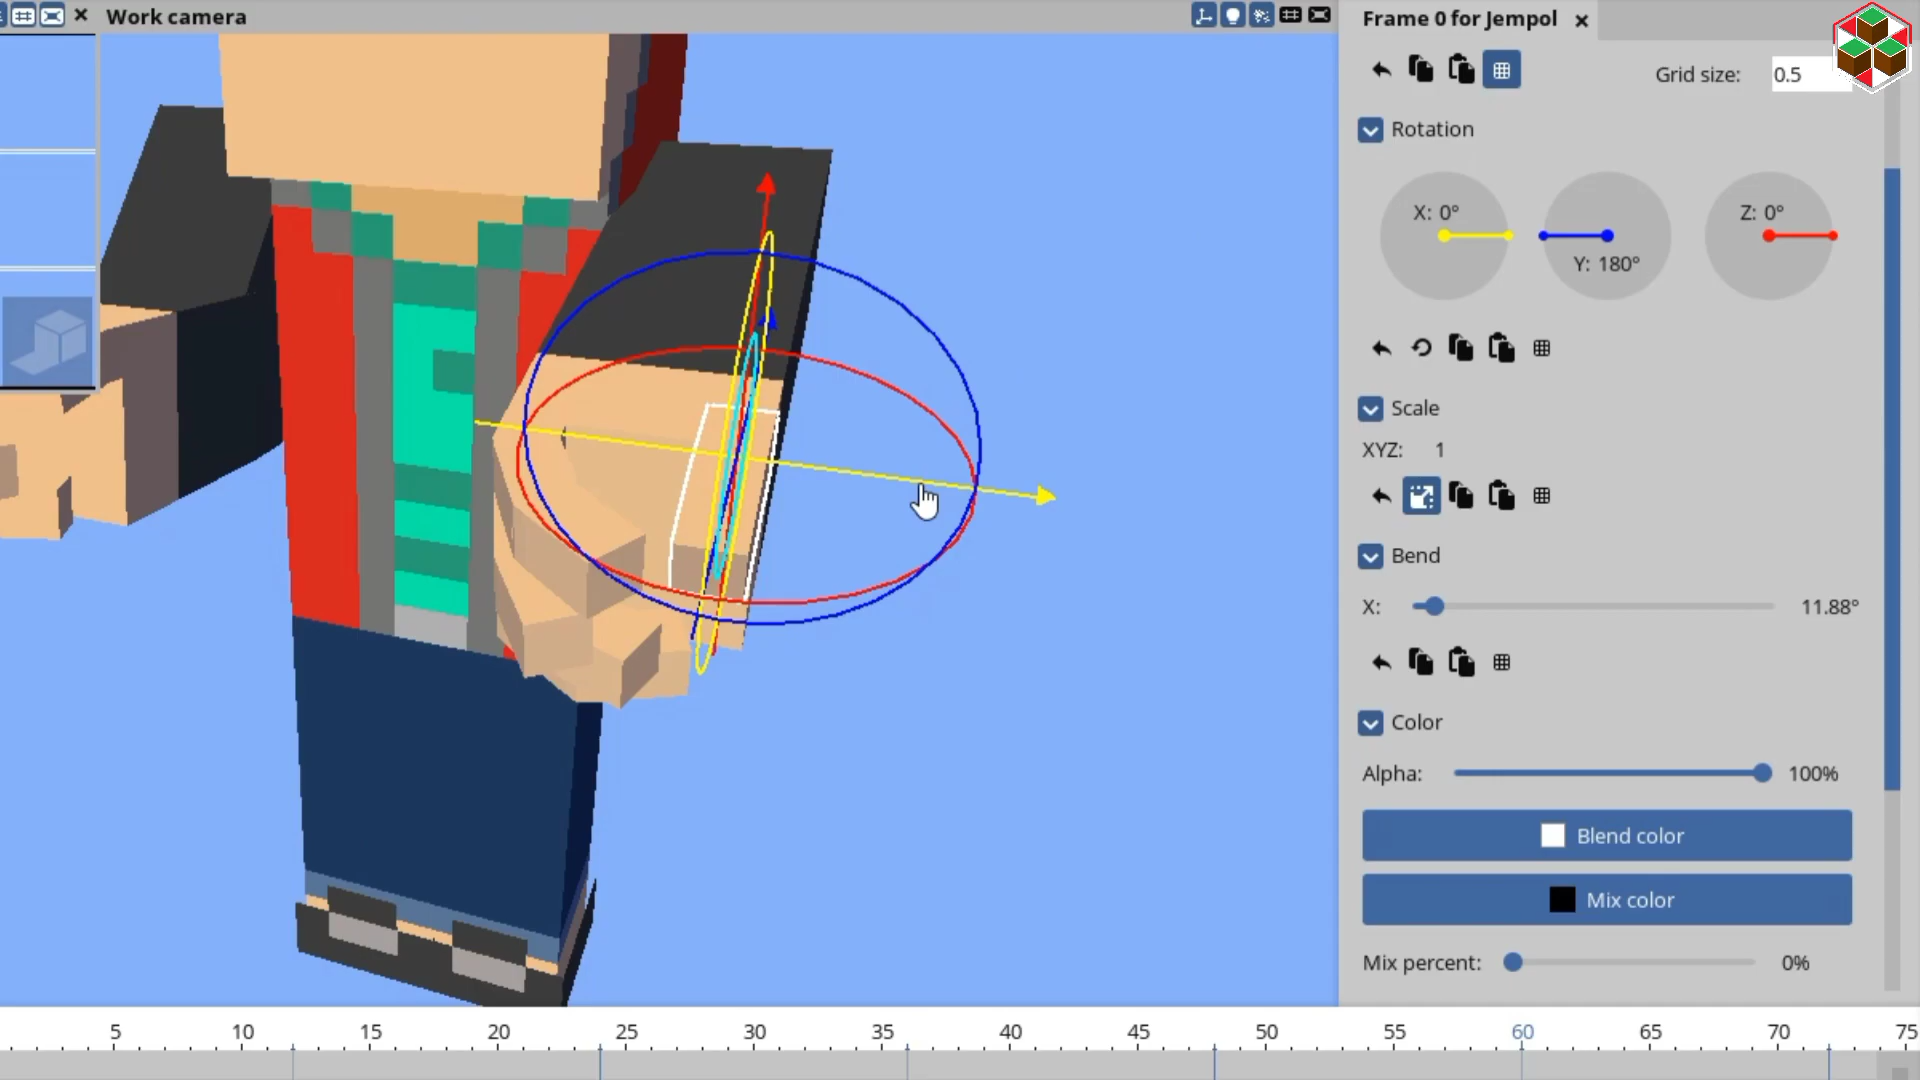 Work camera
Frame 0 for Jempol
Grid size: 0.5
Rotation
X: 0°
Y: 180°
Z: 0°
Scale
XYZ: 1
Bend
X: 11.88°
Color
Alpha: 100%
Blend color
Mix color
Mix percent: 0%
5 10 15 20 25 30 35 40 45 50 55 60 65 70 75